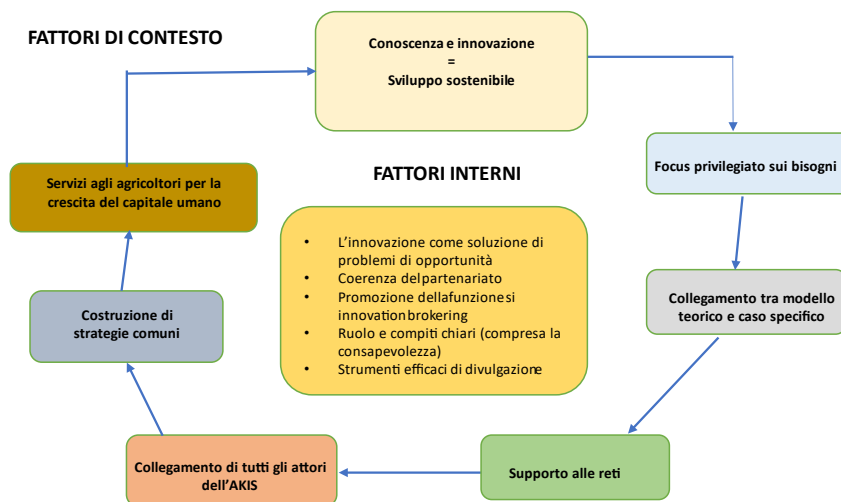 FATTORI DI CONTESTO
Conoscenza e innovazione
=
Sviluppo sostenibile
Focus privilegiato sui bisogni
Collegamento tra modello
teorico e caso specifico
Supporto alle reti
Collegamento di tutti gli attori
dell'AKIS
Costruzione di
strategie comuni
Servizi agli agricoltori per la
crescita del capitale umano
FATTORI INTERNI
• L'innovazione come soluzione di
problemi di opportunità
• Coerenza del partenariato
• Promozione dellafunzione si
innovation brokering
• Ruolo e compiti chiari (compresa la
consapevolezza)
• Strumenti efficaci di divulgazione